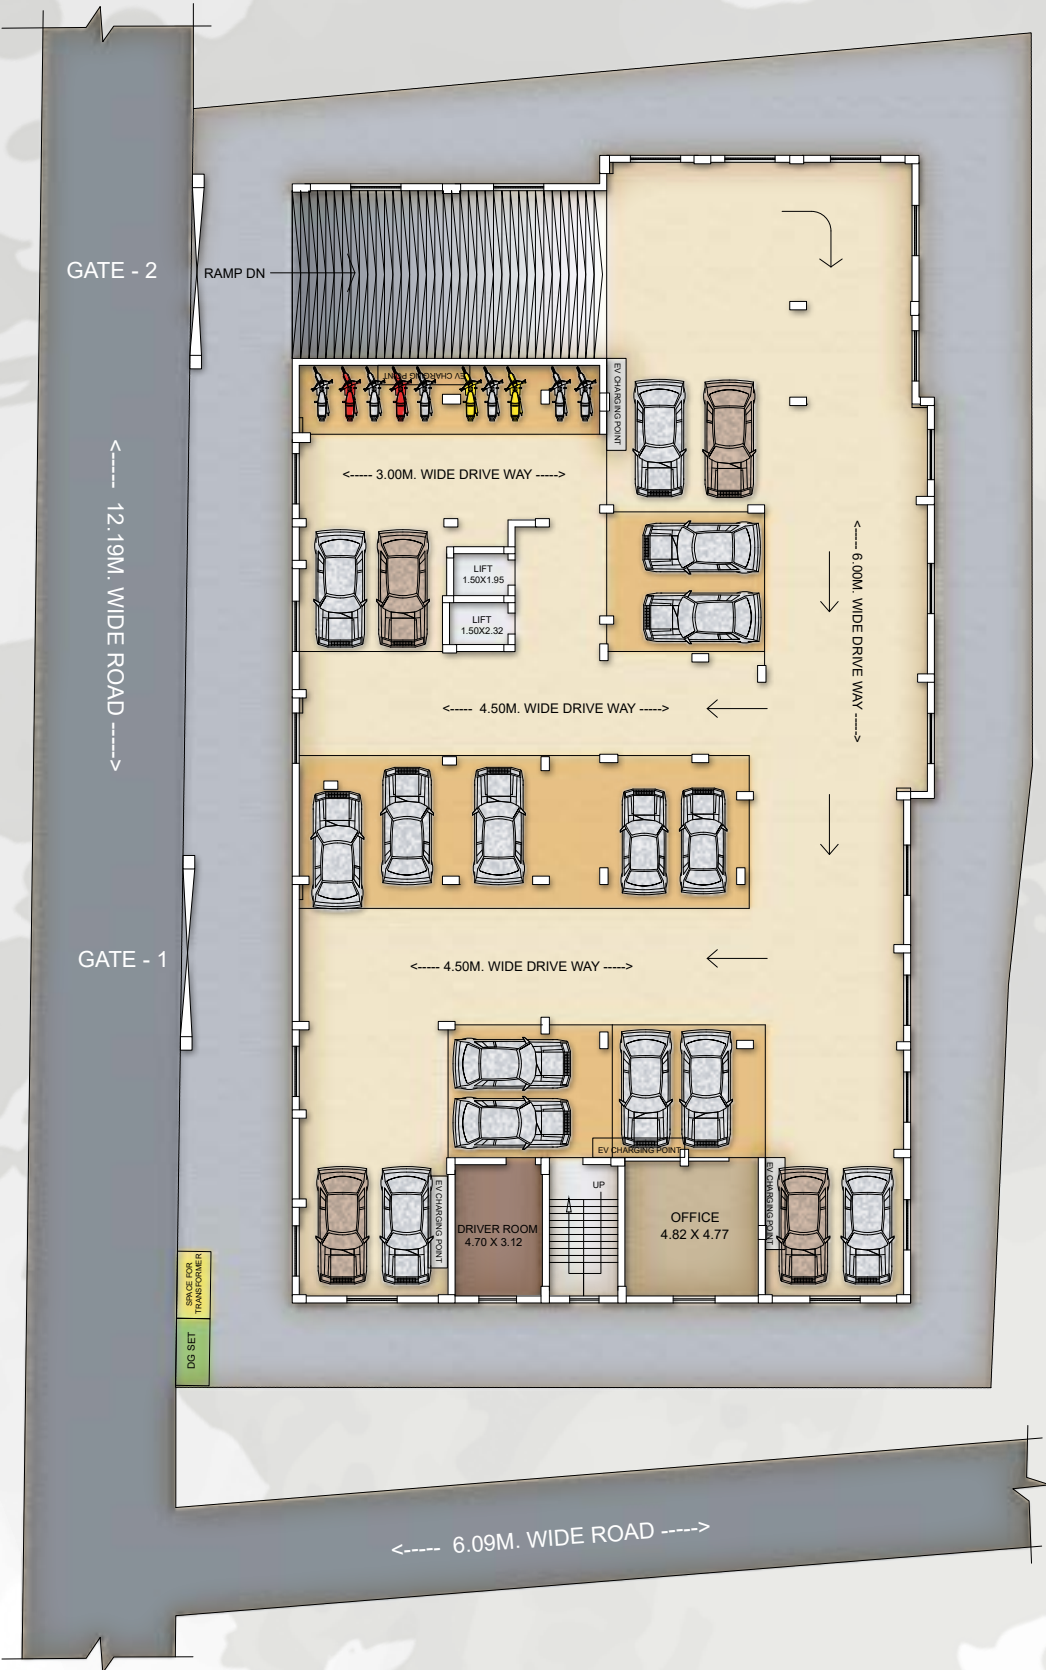 GATE - 2
RAMP DN
EV CHARGING POINT
EV CHARGING POINT
<----- 3.00M. WIDE DRIVE WAY ----->
<----- 12.19M. WIDE ROAD ----->
LIFT
1.50X1.95
LIFT
1.50X2.32
<----- 6.00M. WIDE DRIVE WAY ----->
<----- 4.50M. WIDE DRIVE WAY ----->
GATE - 1
<----- 4.50M. WIDE DRIVE WAY ----->
EV CHARGING POINT
EV CHARGING POINT
EV CHARGING POINT
UP
DRIVER ROOM
4.70 X 3.12
OFFICE
4.82 X 4.77
SPACE FOR
TRANSFORMER
DG SET
<----- 6.09M. WIDE ROAD ----->